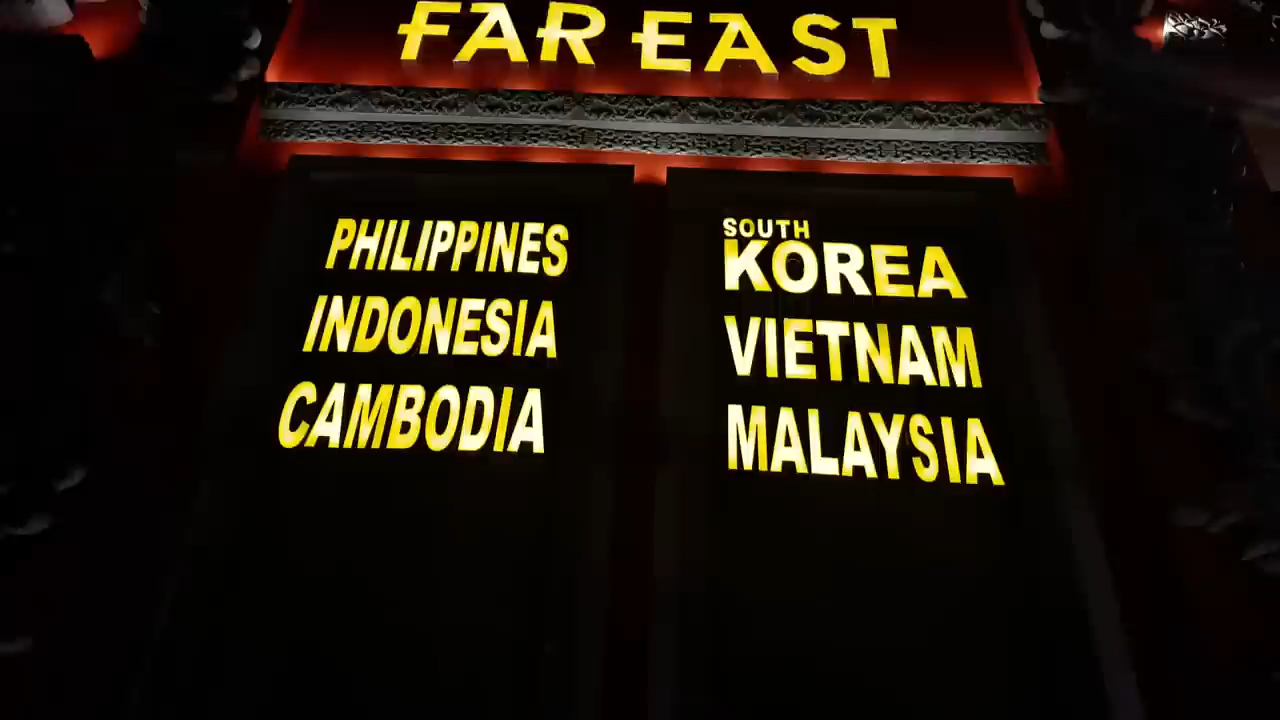 FAR EAST
PHILIPPINES
INDONESIA
CAMBODIA
SOUTH
KOREA
VIETNAM
MALAYSIA